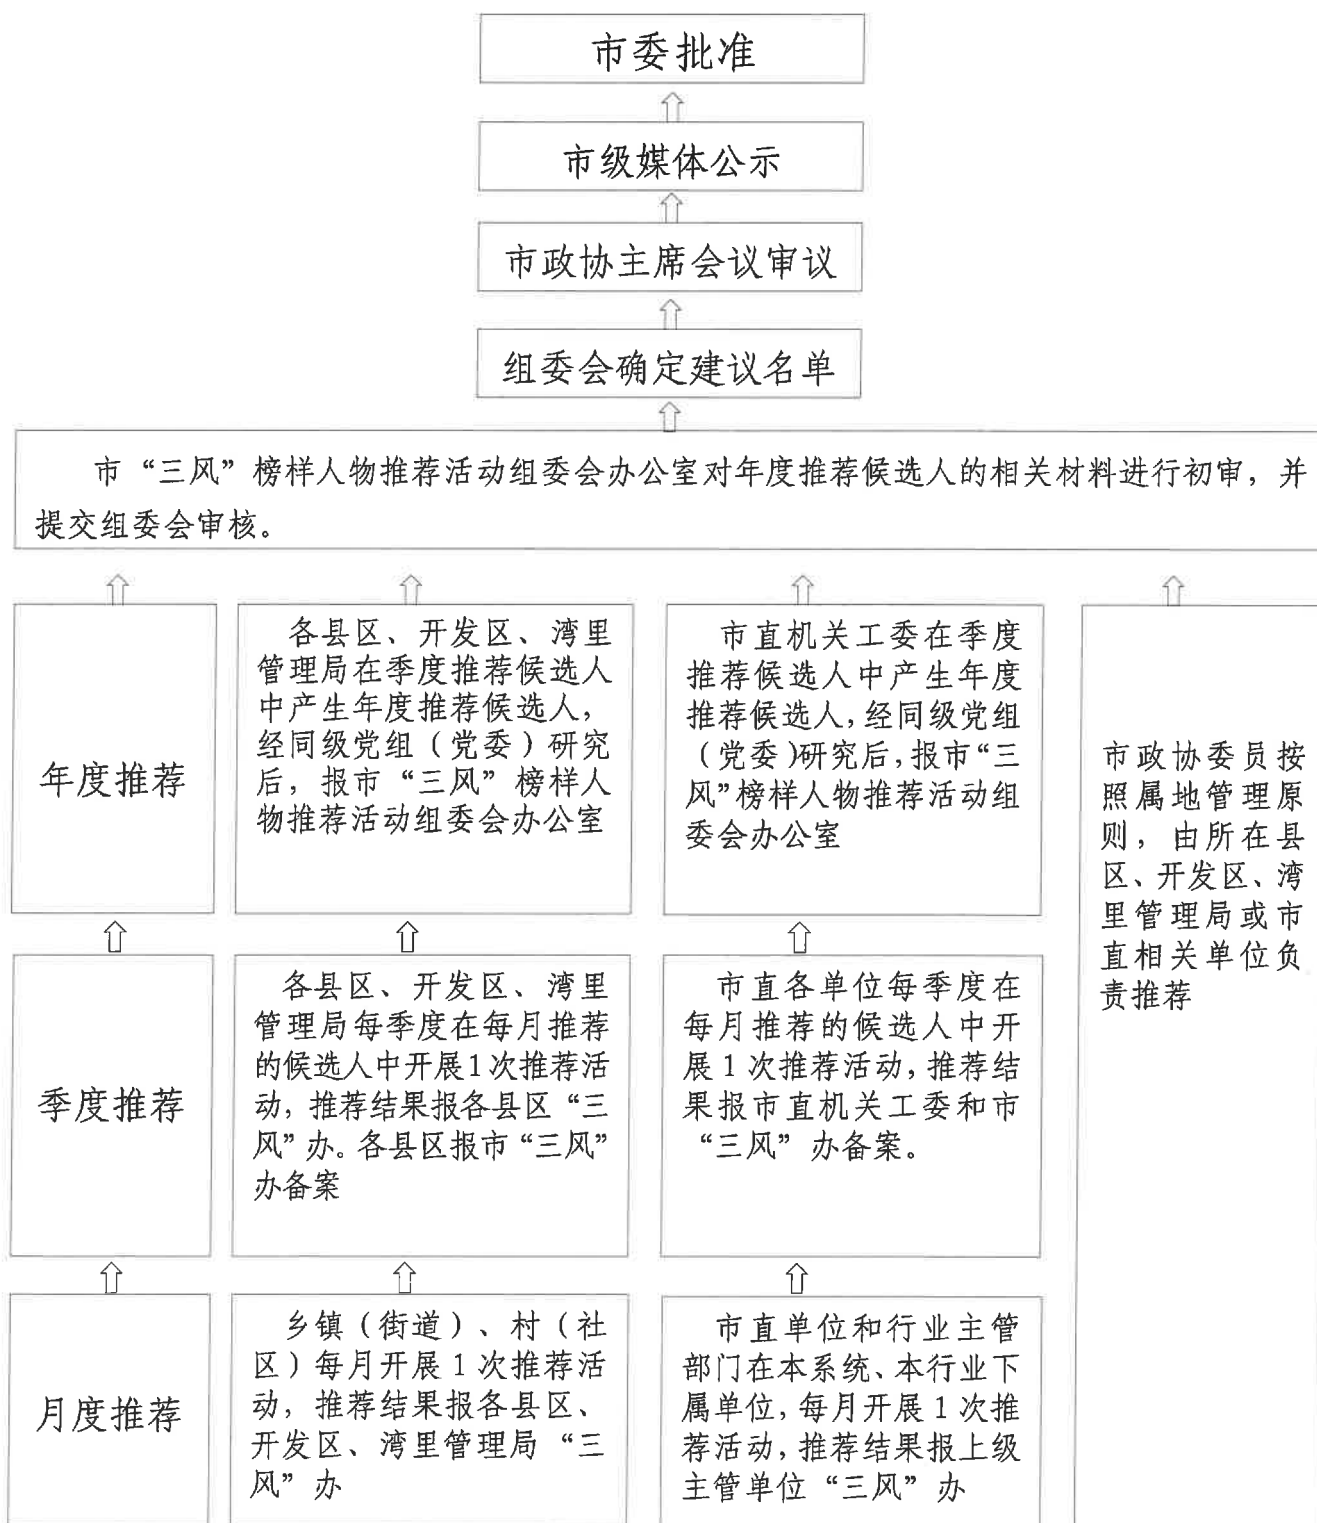 市委批准
市级媒体公示
市政协主席会议审议
组委会确定建议名单
市“三风”榜样人物推荐活动组委会办公室对年度推荐候选人的相关材料进行初审，并
提交组委会审核。
年度推荐
各县区、开发区、湾里
管理局在季度推荐候选人
中产生年度推荐候选人，
经同级党组（党委）研究
后，报市“三风”榜样人
物推荐活动组委会办公室
市直机关工委在季度
推荐候选人中产生年度
推荐候选人，经同级党组
（党委）研究后，报市“三
风”榜样人物推荐活动组
委会办公室
市政协委员按
照属地管理原
则，由所在县
区、开发区、湾
里管理局或市
直相关单位负
责推荐
季度推荐
各县区、开发区、湾里
管理局每季度在每月推荐
的候选人中开展1次推荐活
动，推荐结果报各县区“三
风”办。各县区报市“三风”
办备案
市直各单位每季度在
每月推荐的候选人中开
展1次推荐活动，推荐结
果报市直机关工委和市
“三风”办备案。
月度推荐
乡镇（街道）、村（社
区）每月开展1次推荐活
动，推荐结果报各县区、
开发区、湾里管理局“三
风”办
市直单位和行业主管
部门在本系统、本行业下
属单位，每月开展1次推
荐活动，推荐结果报上级
主管单位“三风”办